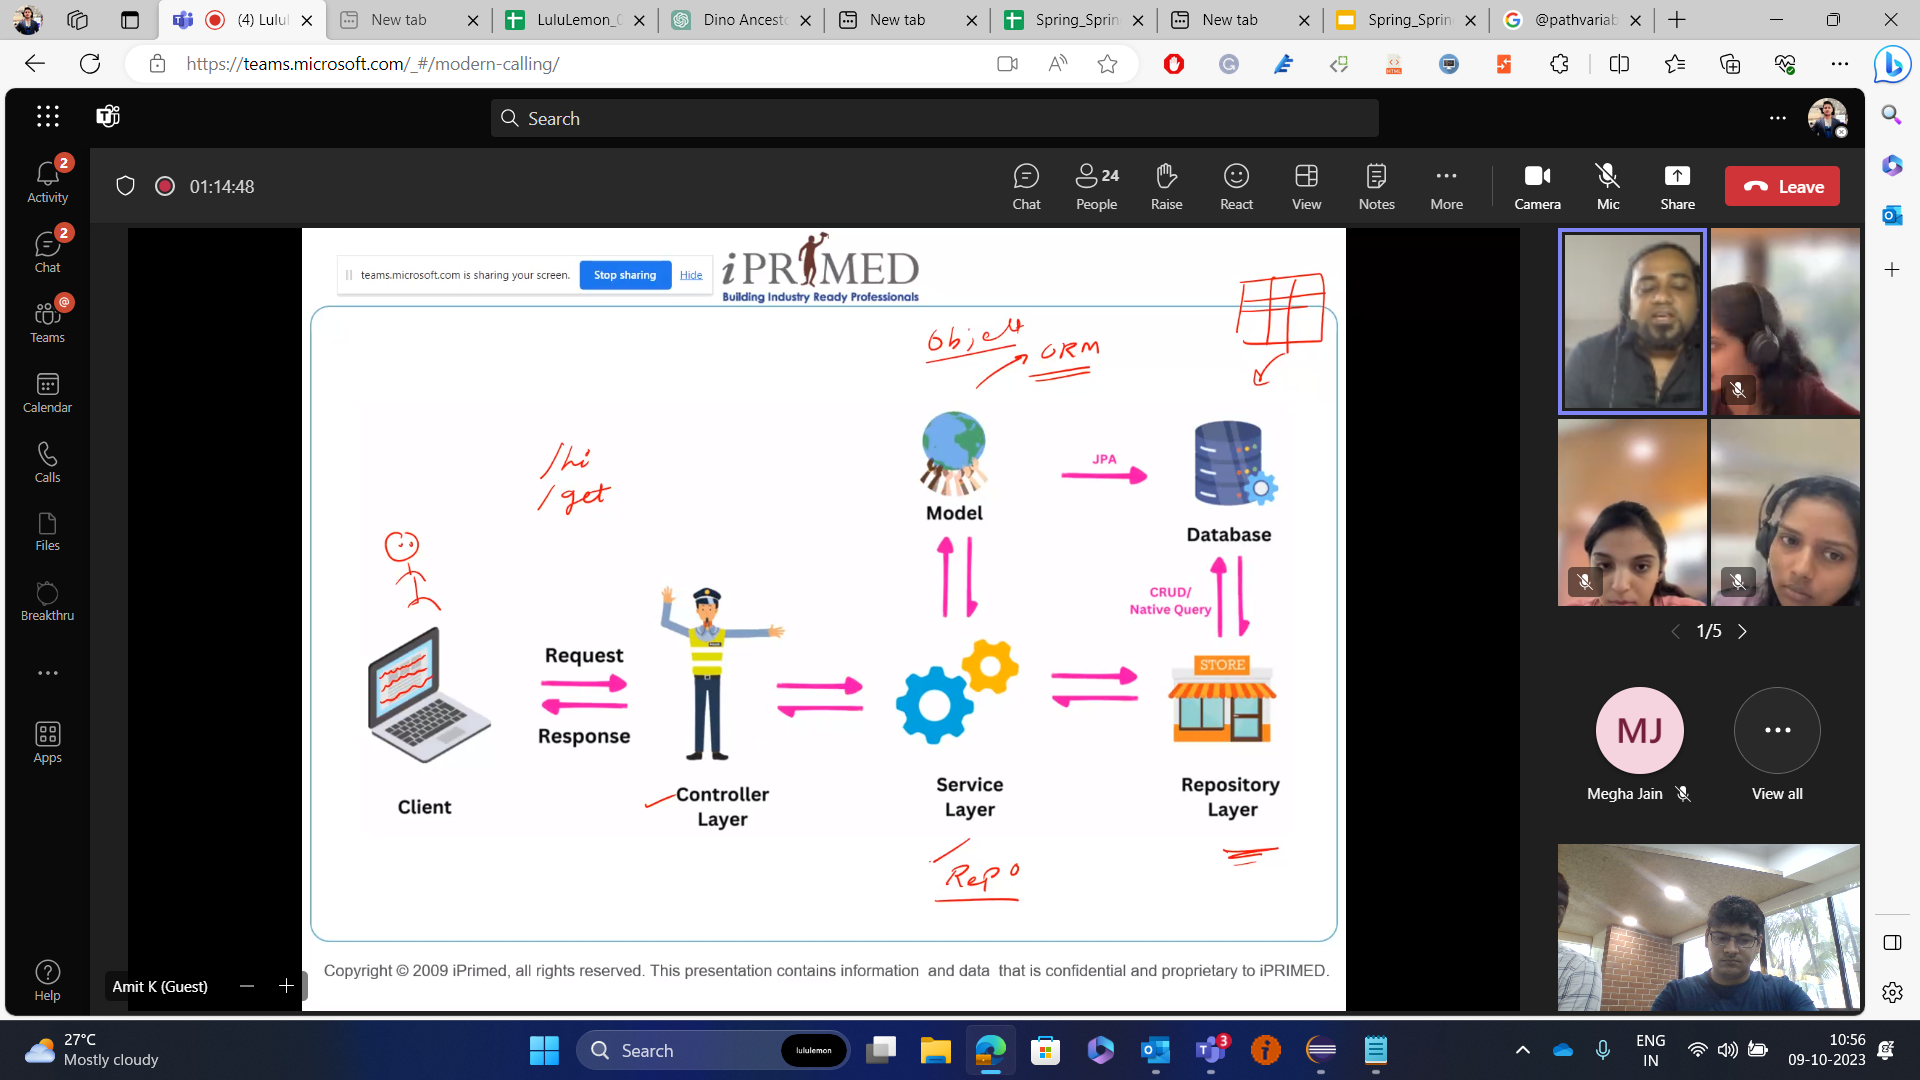 (4) Lulul
New tab
LuluLemon_
Dino Ancest
New tab
Spring_Sprin
New tab
Spring_Sprin
@pathvariab
https://teams.microsoft.com/_#/modern-calling/
Search
Activity
2
Chat
2
Teams
@
Calendar
Calls
Files
Breakthru
Apps
Help
01:14:48
Chat
People
24
Raise
React
View
Notes
More
Camera
Mic
Share
Leave
teams.microsoft.com is sharing your screen.
Stop sharing
Hide
iPRIMED
Building Industry Ready Professionals
Object
ORM
/hi
/get
JPA
Model
Database
CRUD/
Native Query
STORE
Request
Response
Client
Controller
Layer
Service
Layer
Repository
Layer
Repo
Copyright © 2009 iPrimed, all rights reserved. This presentation contains information and data that is confidential and proprietary to iPRIMED.
Amit K (Guest)
1/5
MJ
Megha Jain
View all
27°C
Mostly cloudy
Search
lululemon
3
ENG
IN
10:56
09-10-2023